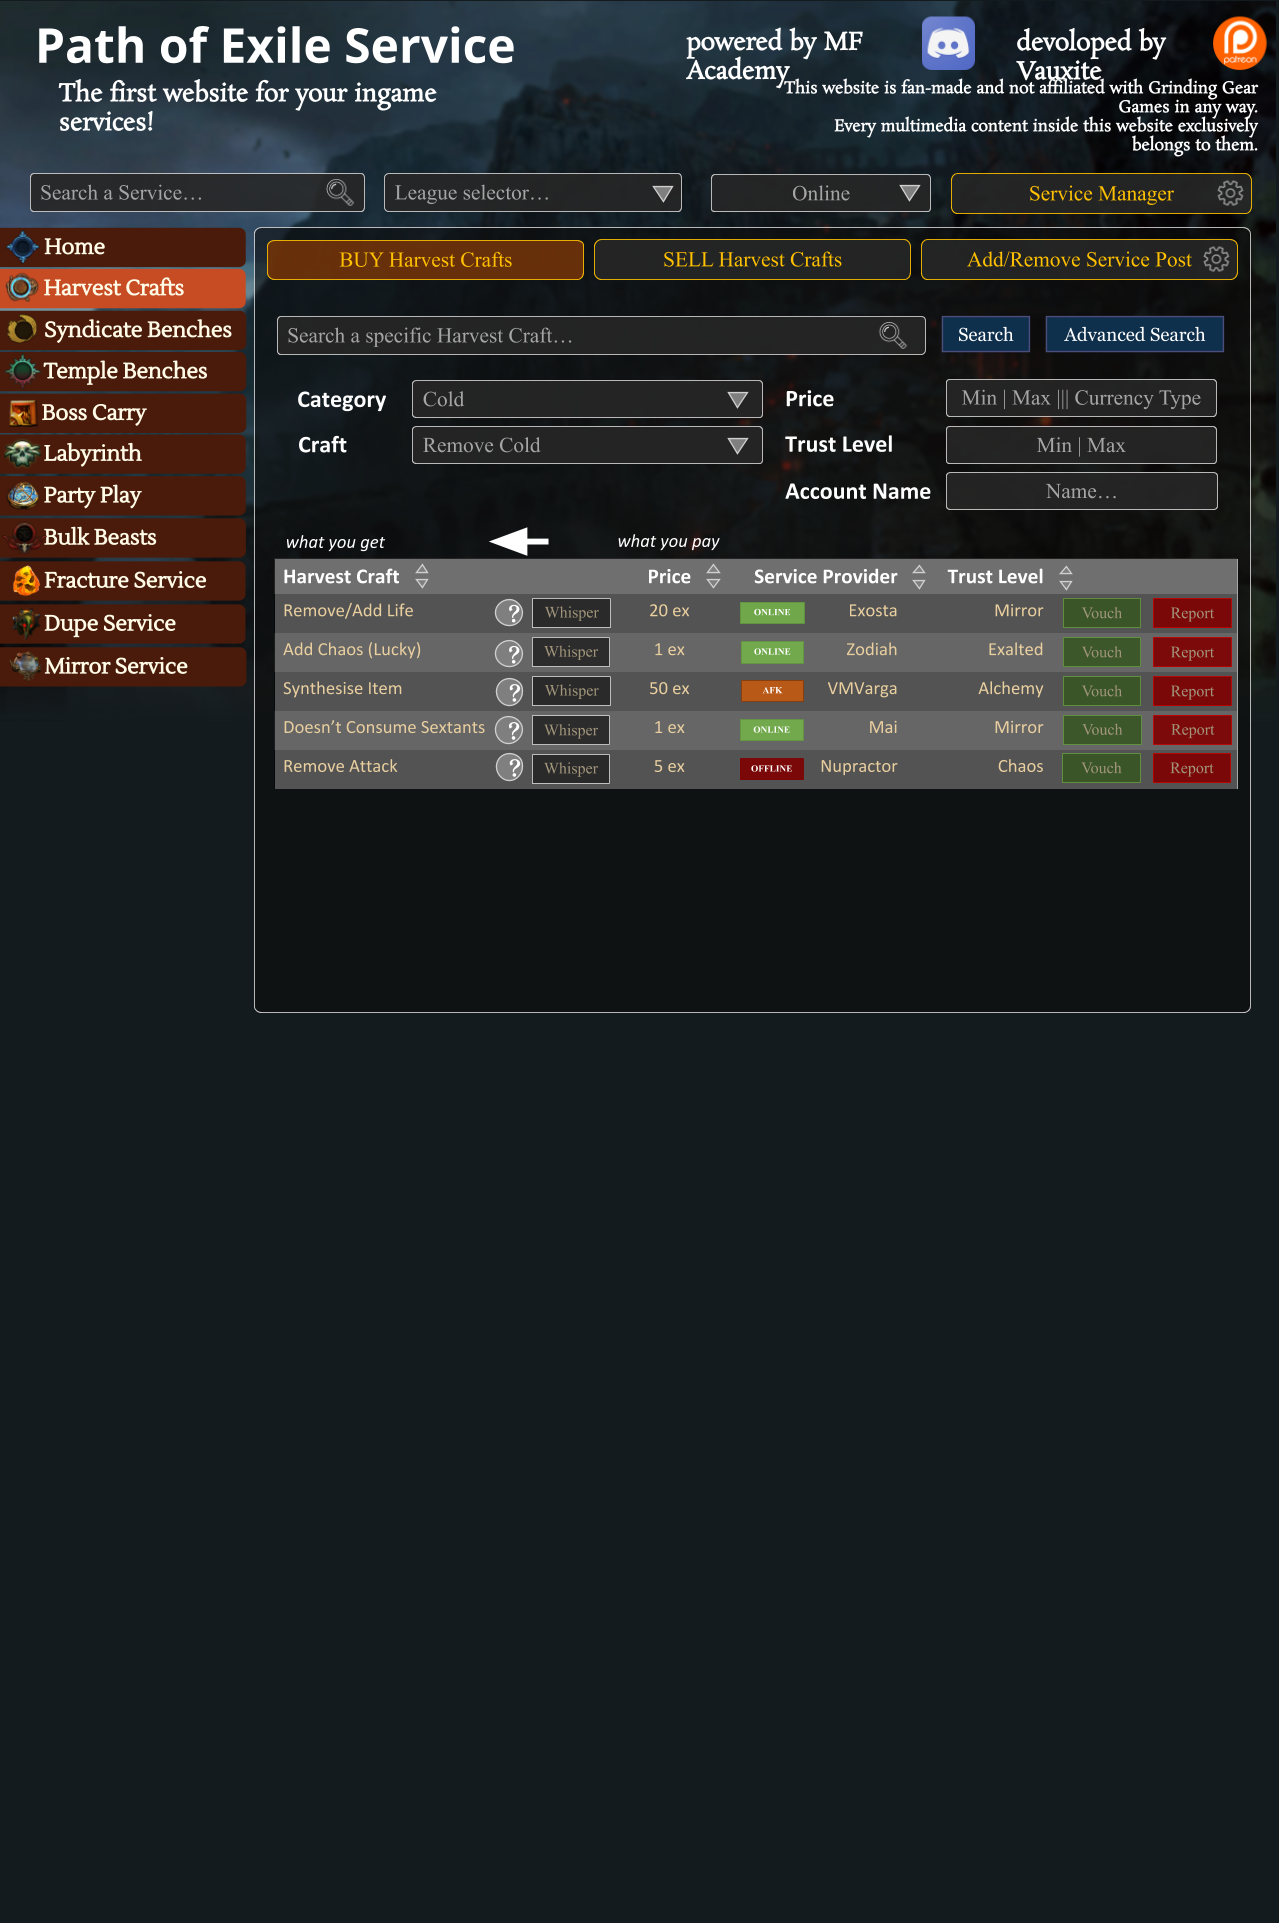 Path of Exile Service
The first website for your ingame
services!
powered by MF
Academy
devoloped by
Vauxite
patreon
This website is fan-made and not affiliated with Grinding Gear
Games in any way.
Every multimedia content inside this website exclusively
belongs to them.
Search a Service...
League selector...
Online
Service Manager
Home
Harvest Crafts
Syndicate Benches
Temple Benches
Boss Carry
Labyrinth
Party Play
Bulk Beasts
Fracture Service
Dupe Service
Mirror Service
BUY Harvest Crafts
SELL Harvest Crafts
Add/Remove Service Post
Search a specific Harvest Craft...
Search
Advanced Search
Category
Cold
Price
Min | Max ||| Currency Type
Craft
Remove Cold
Trust Level
Min | Max
Account Name
Name...
what you get
what you pay
Harvest Craft Price Service Provider Trust Level
Remove/Add Life ? Whisper 20 ex ONLINE Exosta Mirror Vouch Report
Add Chaos (Lucky) ? Whisper 1 ex ONLINE Zodiah Exalted Vouch Report
Synthesise Item ? Whisper 50 ex AFK VMVarga Alchemy Vouch Report
Doesn't Consume Sextants ? Whisper 1 ex ONLINE Mai Mirror Vouch Report
Remove Attack ? Whisper 5 ex OFFLINE Nupractor Chaos Vouch Report